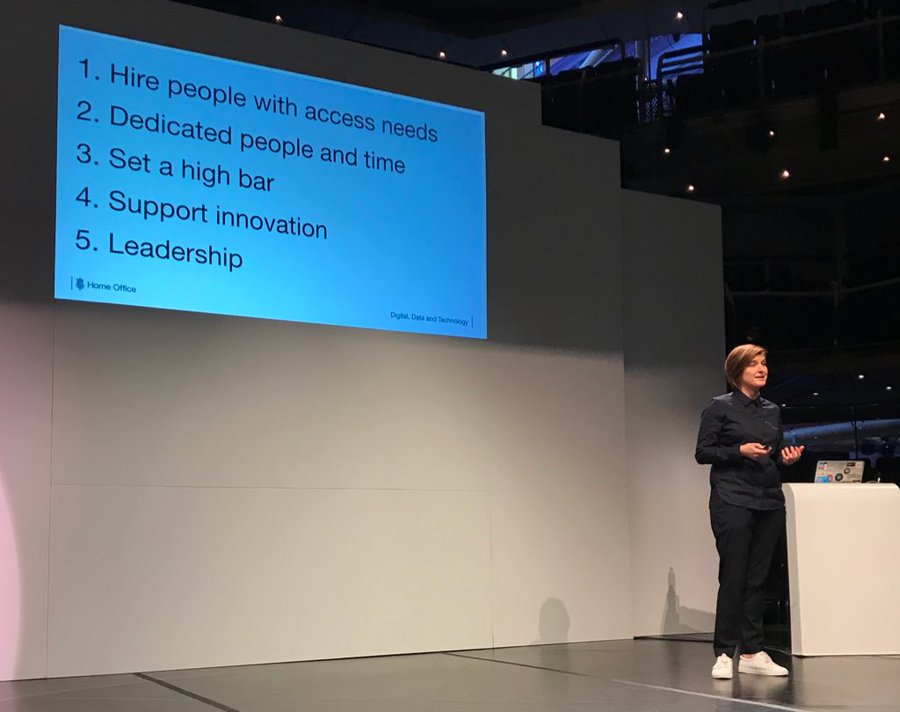 1. Hire people with access needs
2. Dedicated people and time
3. Set a high bar
4. Support innovation
5. Leadership
Home Office
Digital, Data and Technology